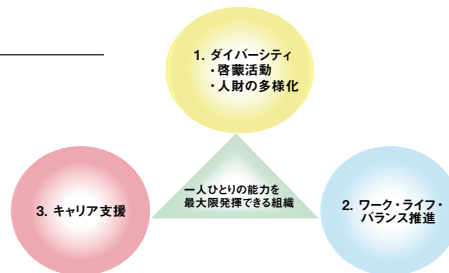 1. ダイバーシティ
・啓蒙活動
・人財の多様化
一人ひとりの能力を
最大限発揮できる組織
3. キャリア支援
2. ワーク・ライフ・
バランス推進